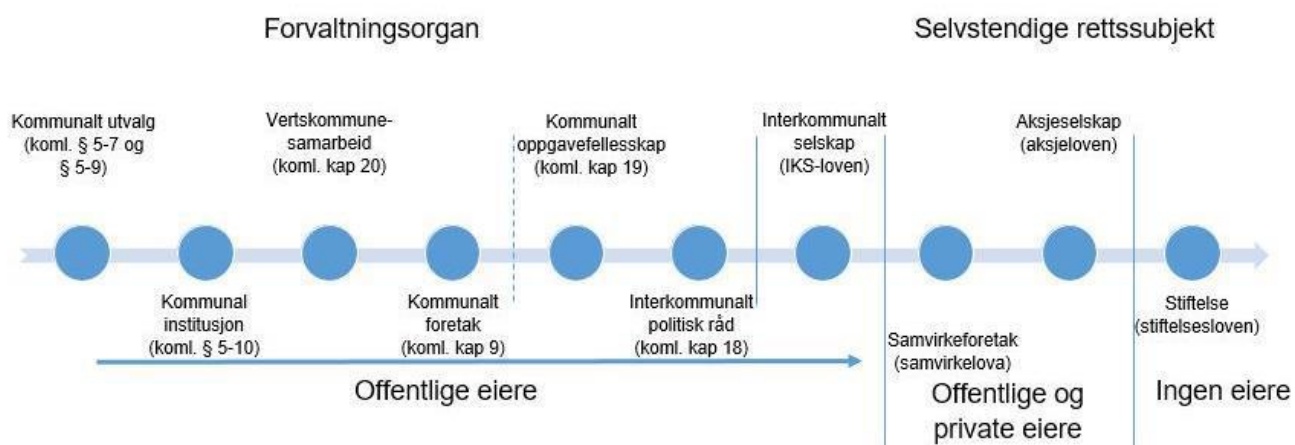 Forvaltningsorgan
Selvstendige rettssubjekt
Kommunalt utvalg
(koml. § 5-7 og
§ 5-9)
Vertskommune-
samarbeid
(koml. kap 20)
Kommunalt
oppgavefellesskap
(koml. kap 19)
Interkommunalt
selskap
(IKS-loven)
Aksjeselskap
(aksjeloven)
Kommunal
institusjon
(koml. § 5-10)
Kommunalt
foretak
(koml. kap 9)
Interkommunalt
politisk råd
(koml. kap 18)
Samvirkeforetak
(samvirkelova)
Stiftelse
(stiftelsesloven)
Offentlige eiere
Offentlige og
private eiere
Ingen eiere